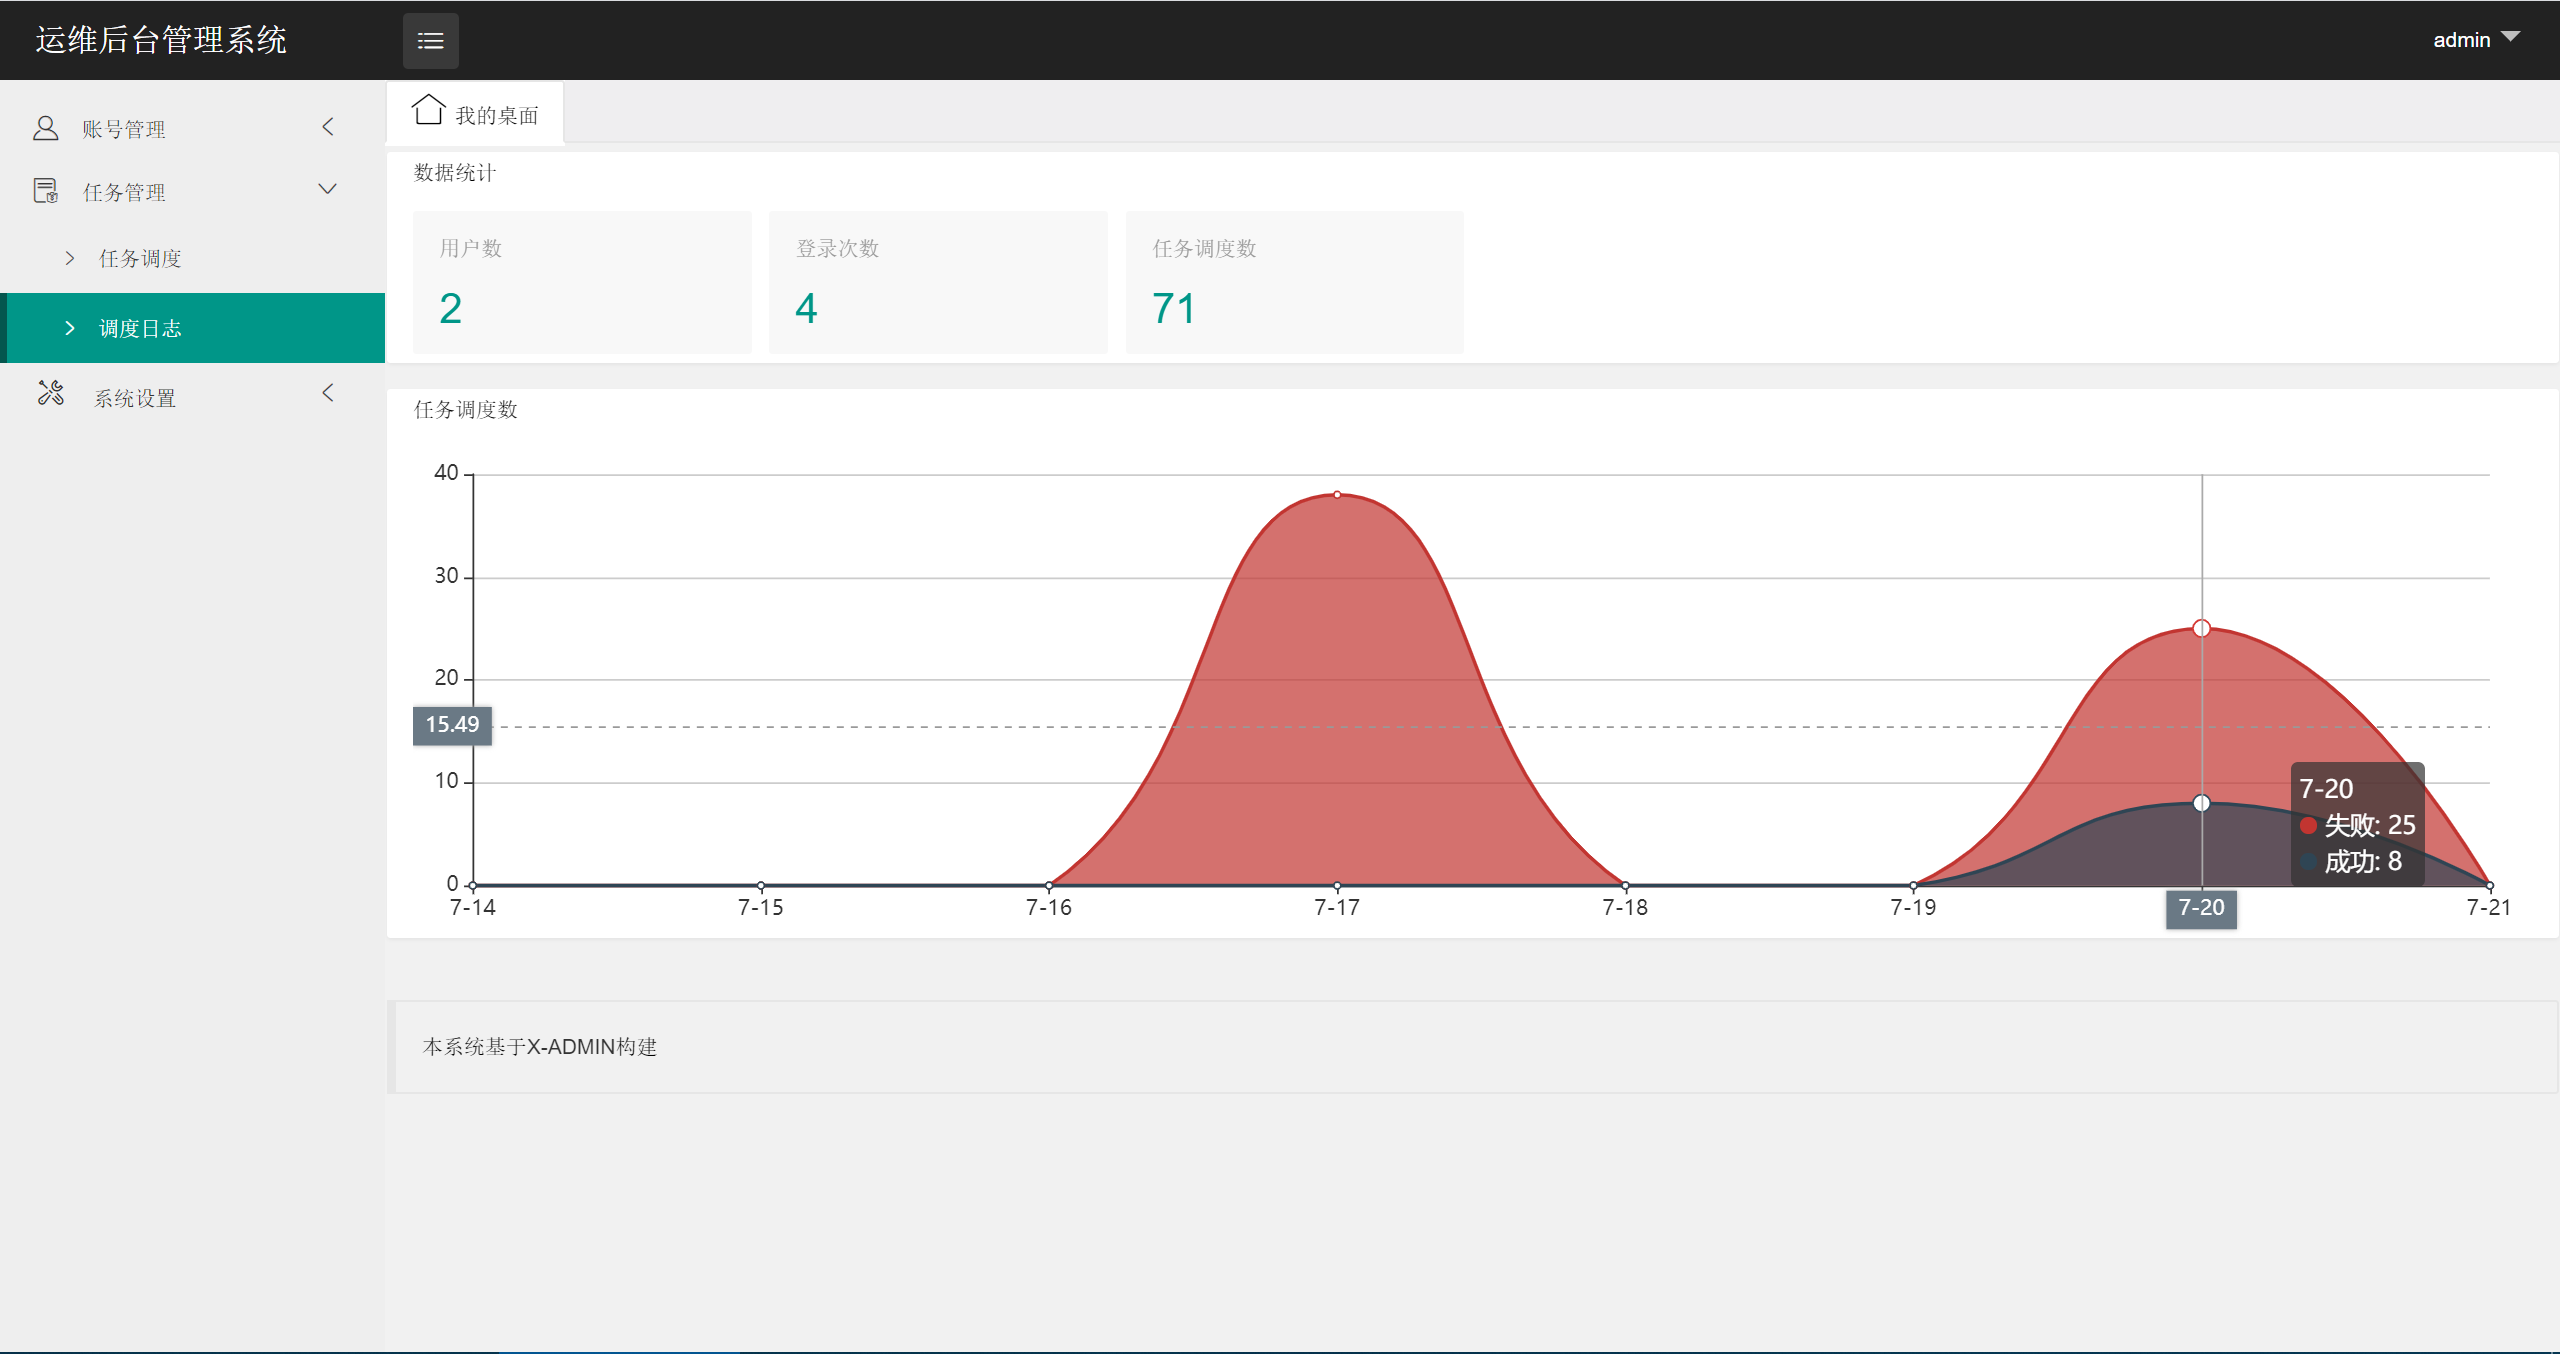 运维后台管理系统
admin
账号管理
任务管理
任务调度
调度日志
系统设置
我的桌面
数据统计
用户数
2
登录次数
4
任务调度数
71
任务调度数
40
30
20
15.49
10
0
7-20
失败: 25
成功: 8
7-14 7-15 7-16 7-17 7-18 7-19 7-20 7-21
本系统基于X-ADMIN构建